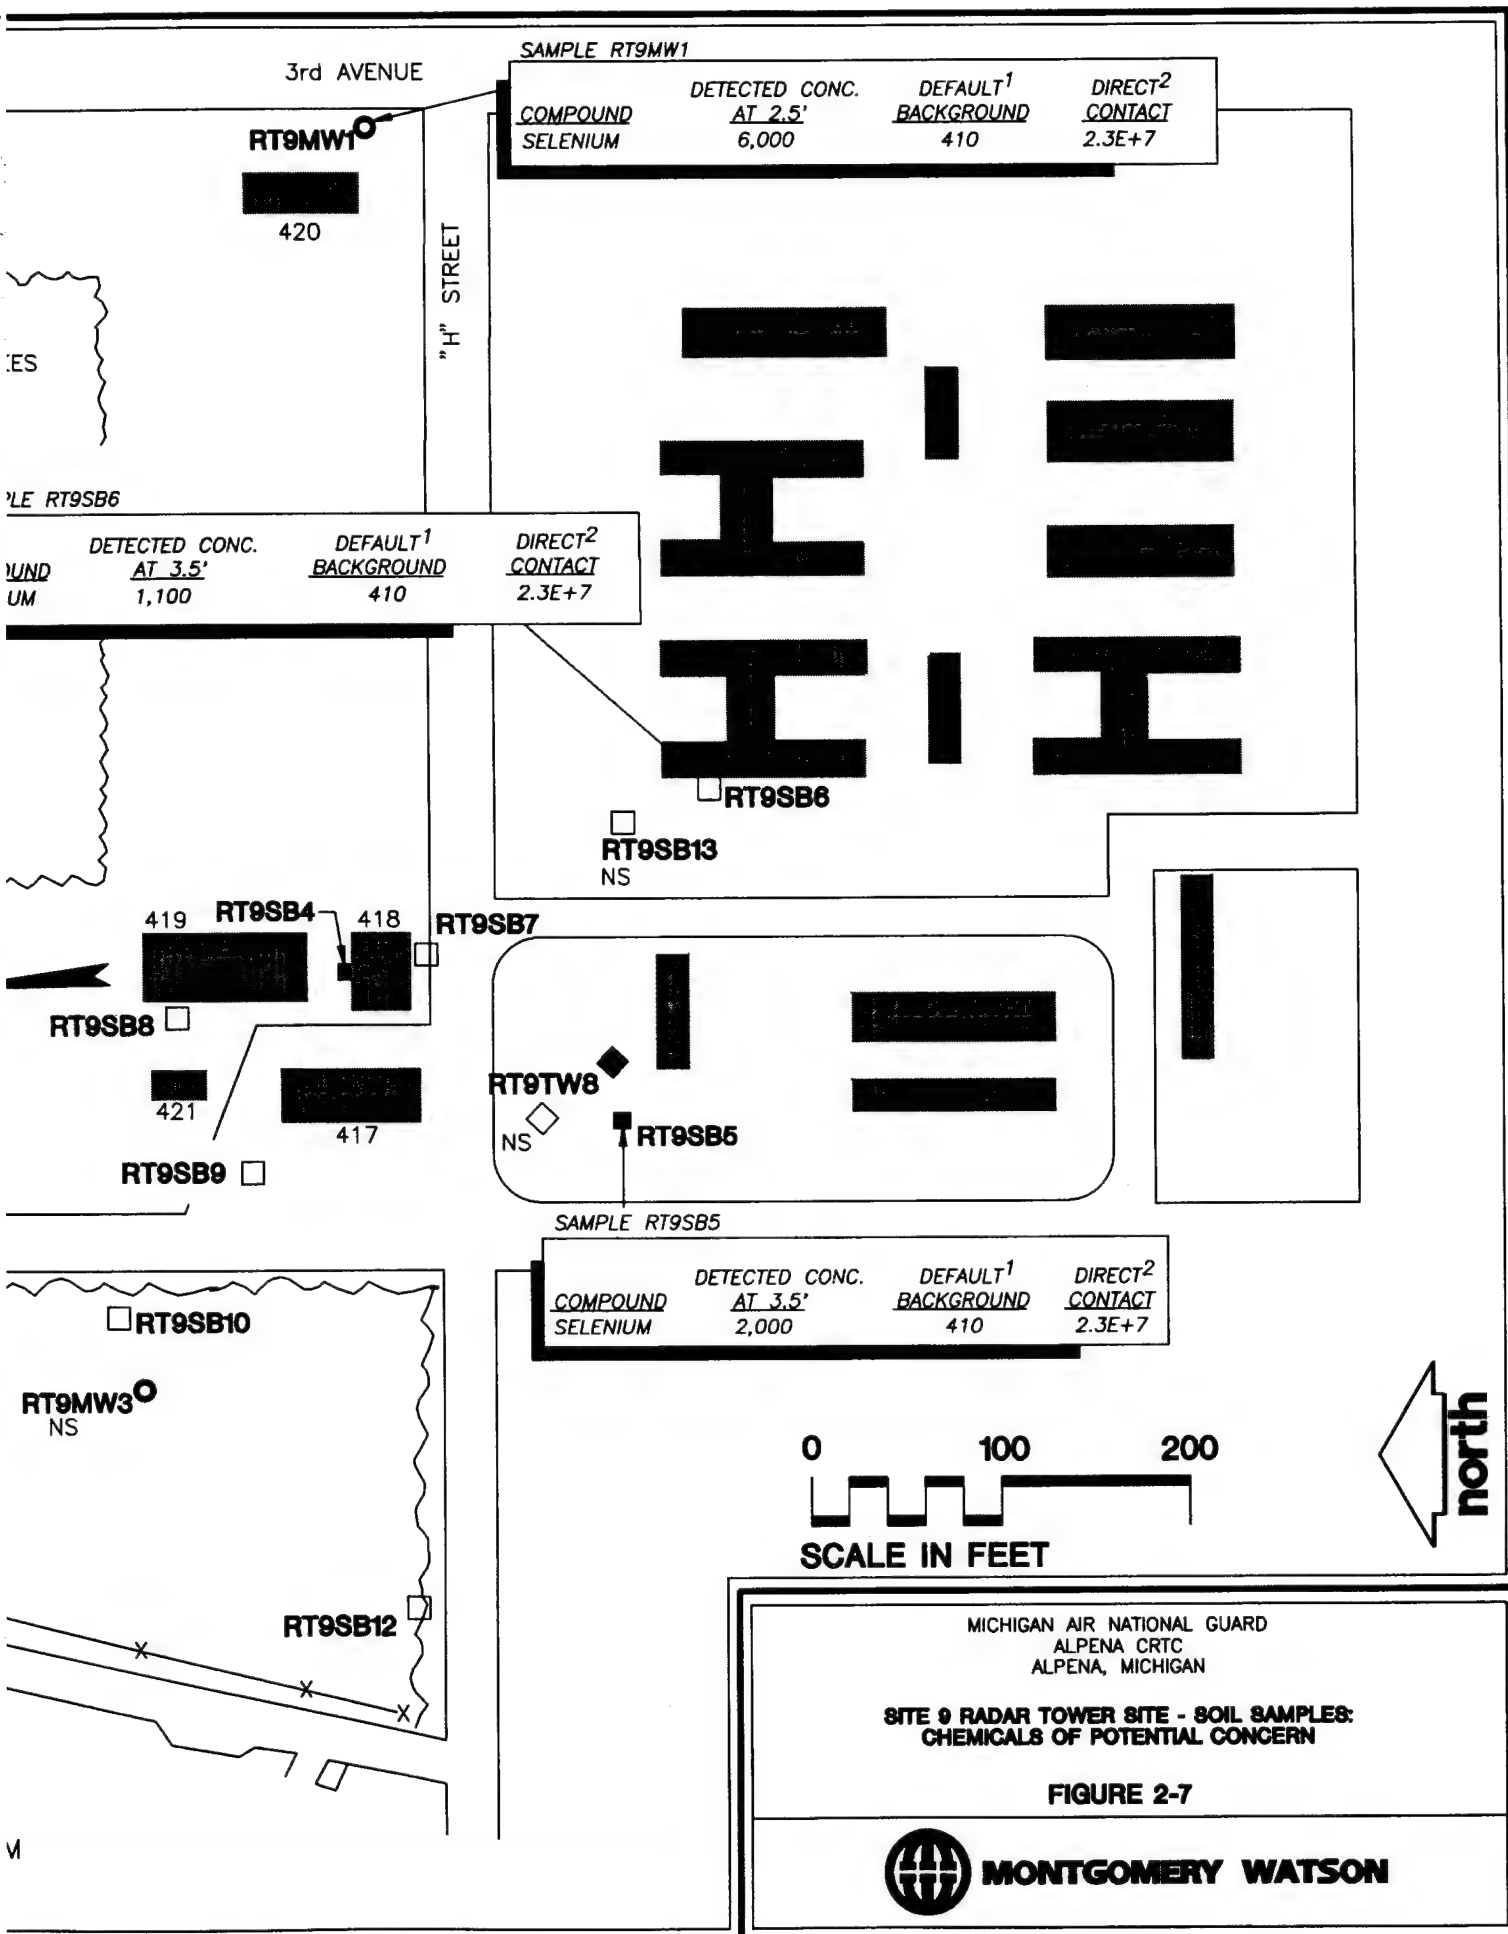 3rd AVENUE
SAMPLE RT9MW1
DETECTED CONC. DEFAULT1 DIRECT2
COMPOUND AT 2.5' BACKGROUND CONTACT
SELENIUM 6,000 410 2.3E+7
RT9MW1
420
"H" STREET
EES
PLE RT9SB6
DETECTED CONC. DEFAULT1 DIRECT2
OUND AT 3.5' BACKGROUND CONTACT
UM 1,100 410 2.3E+7
RT9SB6
RT9SB13
NS
419 RT9SB4 418 RT9SB7
RT9SB8
RT9TW8
421
417
NS
RT9SB5
RT9SB9
SAMPLE RT9SB5
DETECTED CONC. DEFAULT1 DIRECT2
COMPOUND AT 3.5' BACKGROUND CONTACT
SELENIUM 2,000 410 2.3E+7
RT9SB10
RT9MW3
NS
0 100 200
SCALE IN FEET
north
RT9SB12
X
X
X
MICHIGAN AIR NATIONAL GUARD
ALPENA CRTC
ALPENA, MICHIGAN
SITE 9 RADAR TOWER SITE - SOIL SAMPLES:
CHEMICALS OF POTENTIAL CONCERN
FIGURE 2-7
M
MONTGOMERY WATSON